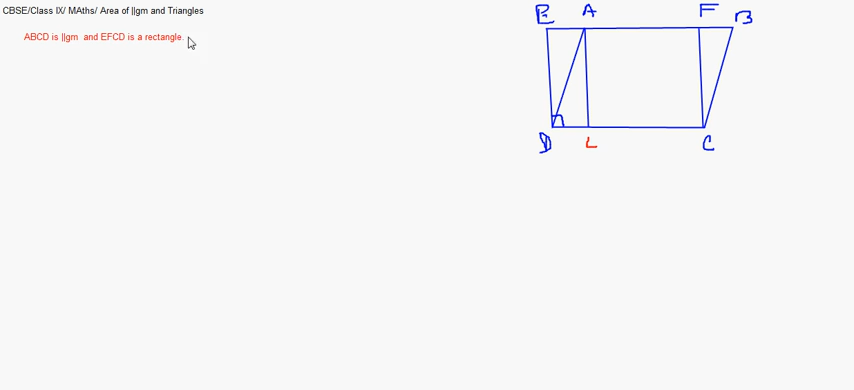 CBSE/Class IX/ MAths/ Area of ||gm and Triangles
ABCD is ||gm  and EFCD is a rectangle.
E A F B
D L C